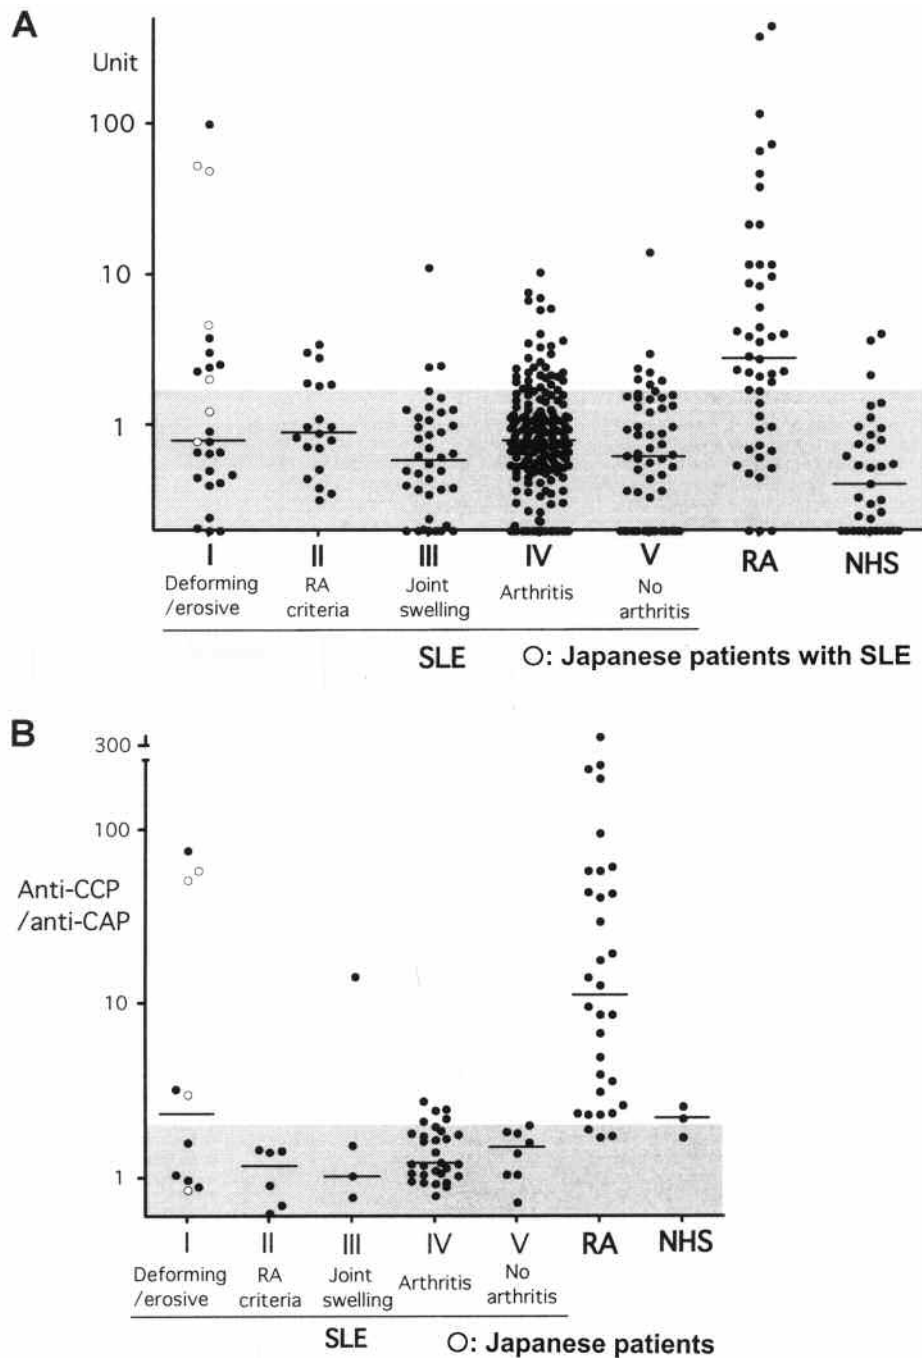 A
Unit
100
10
1
I II III IV V RA NHS
Deforming /erosive
RA criteria
Joint swelling
Arthritis
No arthritis
SLE
O: Japanese patients with SLE
B
300
100
Anti-CCP
/anti-CAP
10
1
I II III IV V RA NHS
Deforming /erosive
RA criteria
Joint swelling
Arthritis
No arthritis
SLE
O: Japanese patients